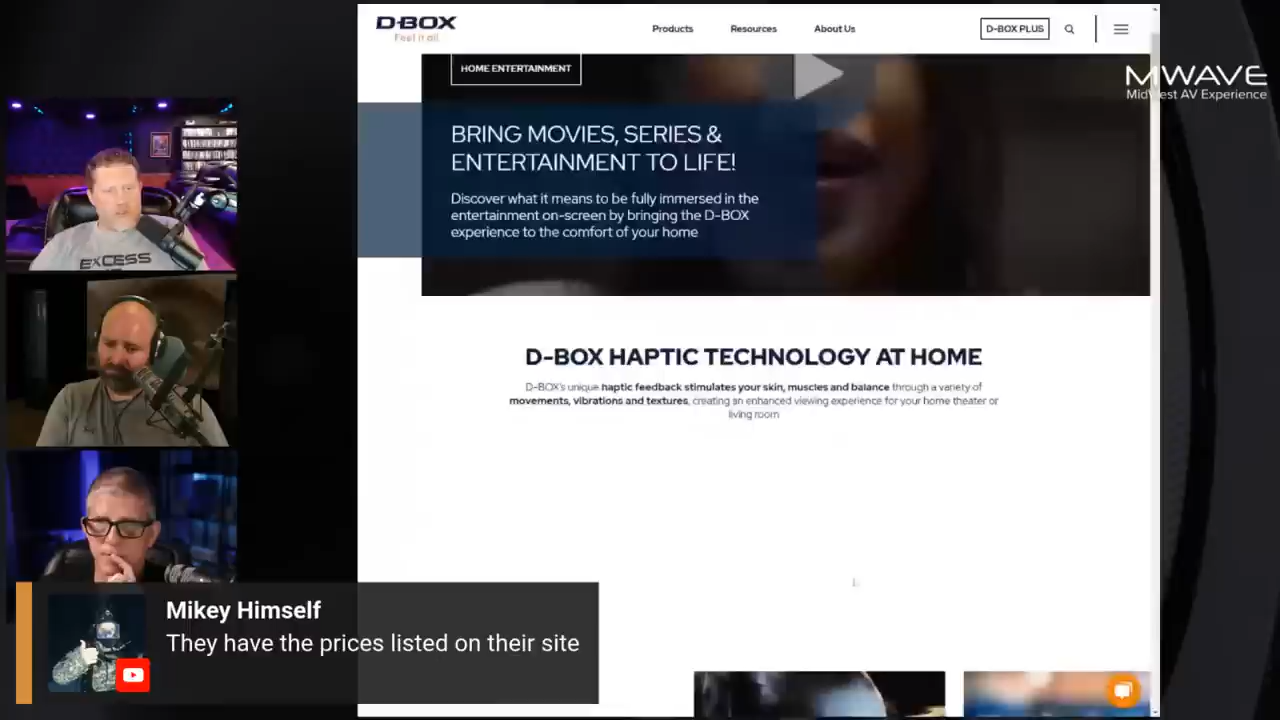 D-BOX
Feel it all
Products
Resources
About Us
D-BOX PLUS
MWAVE
MidWest AV Experience
HOME ENTERTAINMENT
BRING MOVIES, SERIES &
ENTERTAINMENT TO LIFE!
Discover what it means to be fully immersed in the
entertainment on-screen by bringing the D-BOX
experience to the comfort of your home
EXCESS
D-BOX HAPTIC TECHNOLOGY AT HOME
D-BOX's unique haptic feedback stimulates your skin, muscles and balance through a variety of
movements, vibrations and textures, creating an enhanced viewing experience for your home theater or
living room
Mikey Himself
They have the prices listed on their site